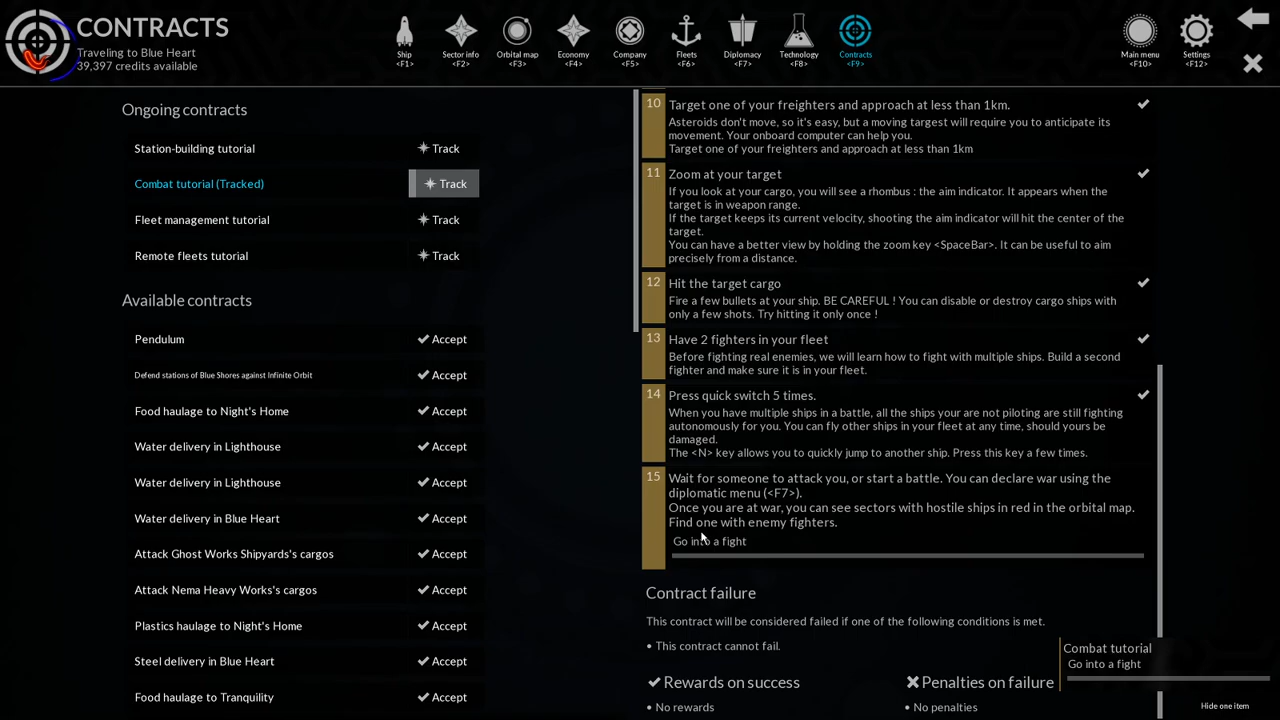 CONTRACTS
Traveling to Blue Heart
39,397 credits available
Ship
<F1>
Sector info
<F2>
Orbital map
<F3>
Economy
<F4>
Company
<F5>
Fleets
<F6>
Diplomacy
<F7>
Technology
<F8>
Contracts
<F9>
Main menu
<F10>
Settings
<F12>
Ongoing contracts
Station-building tutorial
Track
Combat tutorial (Tracked)
Track
Fleet management tutorial
Track
Remote fleets tutorial
Track
Available contracts
Pendulum
Accept
Defend stations of Blue Shores against Infinite Orbit
Accept
Food haulage to Night's Home
Accept
Water delivery in Lighthouse
Accept
Water delivery in Lighthouse
Accept
Water delivery in Blue Heart
Accept
Attack Ghost Works Shipyards's cargos
Accept
Attack Nema Heavy Works's cargos
Accept
Plastics haulage to Night's Home
Accept
Steel delivery in Blue Heart
Accept
Food haulage to Tranquility
Accept
10 Target one of your freighters and approach at less than 1km.
Asteroids don't move, so it's easy, but a moving targest will require you to anticipate its
movement. Your onboard computer can help you.
Target one of your freighters and approach at less than 1km
11 Zoom at your target
If you look at your cargo, you will see a rhombus : the aim indicator. It appears when the
target is in weapon range.
If the target keeps its current velocity, shooting the aim indicator will hit the center of the
target.
You can have a better view by holding the zoom key <SpaceBar>. It can be useful to aim
precisely from a distance.
12 Hit the target cargo
Fire a few bullets at your ship. BE CAREFUL ! You can disable or destroy cargo ships with
only a few shots. Try hitting it only once !
13 Have 2 fighters in your fleet
Before fighting real enemies, we will learn how to fight with multiple ships. Build a second
fighter and make sure it is in your fleet.
14 Press quick switch 5 times.
When you have multiple ships in a battle, all the ships your are not piloting are still fighting
autonomously for you. You can fly other ships in your fleet at any time, should yours be
damaged.
The <N> key allows you to quickly jump to another ship. Press this key a few times.
15 Wait for someone to attack you, or start a battle. You can declare war using the
diplomatic menu (<F7>).
Once you are at war, you can see sectors with hostile ships in red in the orbital map.
Find one with enemy fighters.
Go into a fight
Contract failure
This contract will be considered failed if one of the following conditions is met.
• This contract cannot fail.
Rewards on success
• No rewards
Penalties on failure
• No penalties
Combat tutorial
Go into a fight
Hide one item